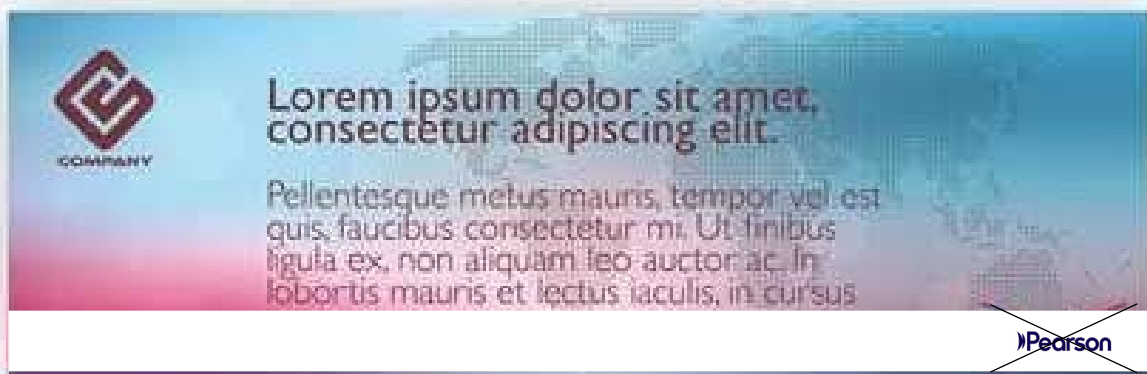 COMPANY
Lorem ipsum dolor sit amet,
consectetur adipiscing elit.
Pellentesque metus mauris, tempor vel est
quis, faucibus consectetur mi. Ut finibus
ligula ex, non aliquam leo auctor ac. In
lobortis mauris et lectus iaculis, in cursus
Pearson